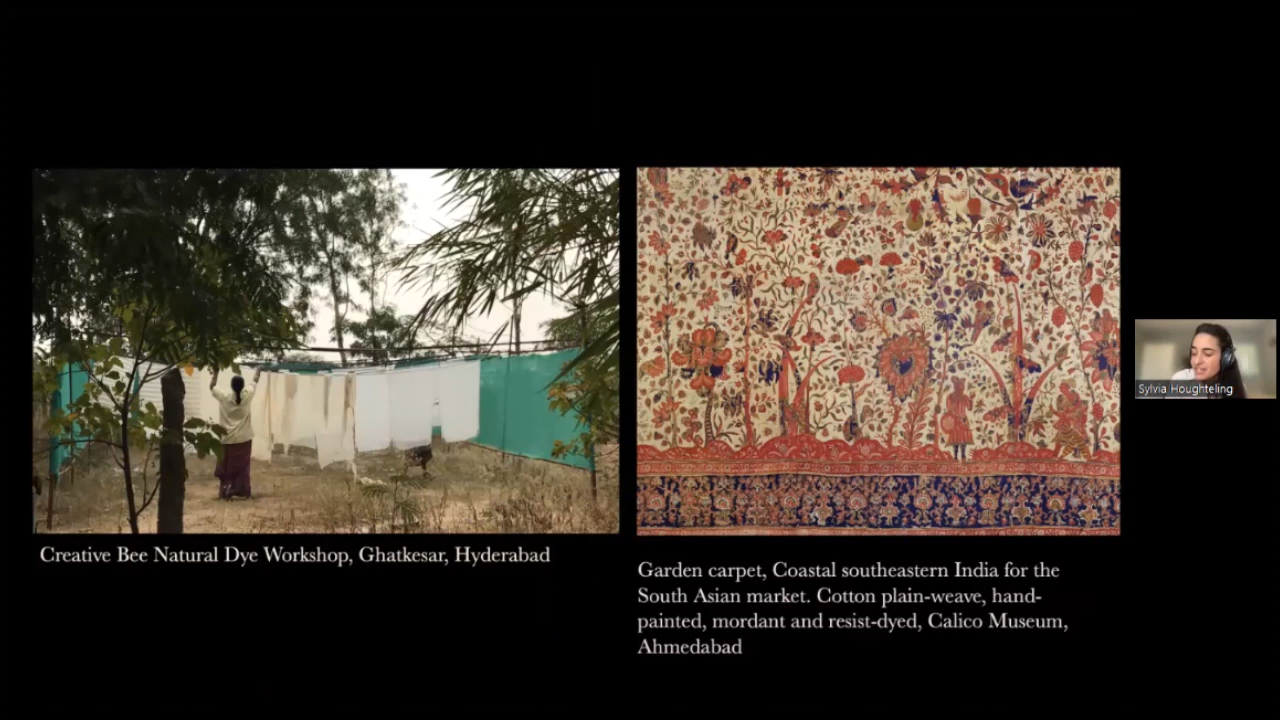 Creative Bee Natural Dye Workshop, Ghatkesar, Hyderabad
Garden carpet, Coastal southeastern India for the
South Asian market. Cotton plain-weave, hand-
painted, mordant and resist-dyed, Calico Museum,
Ahmedabad
Sylvia Houghteling